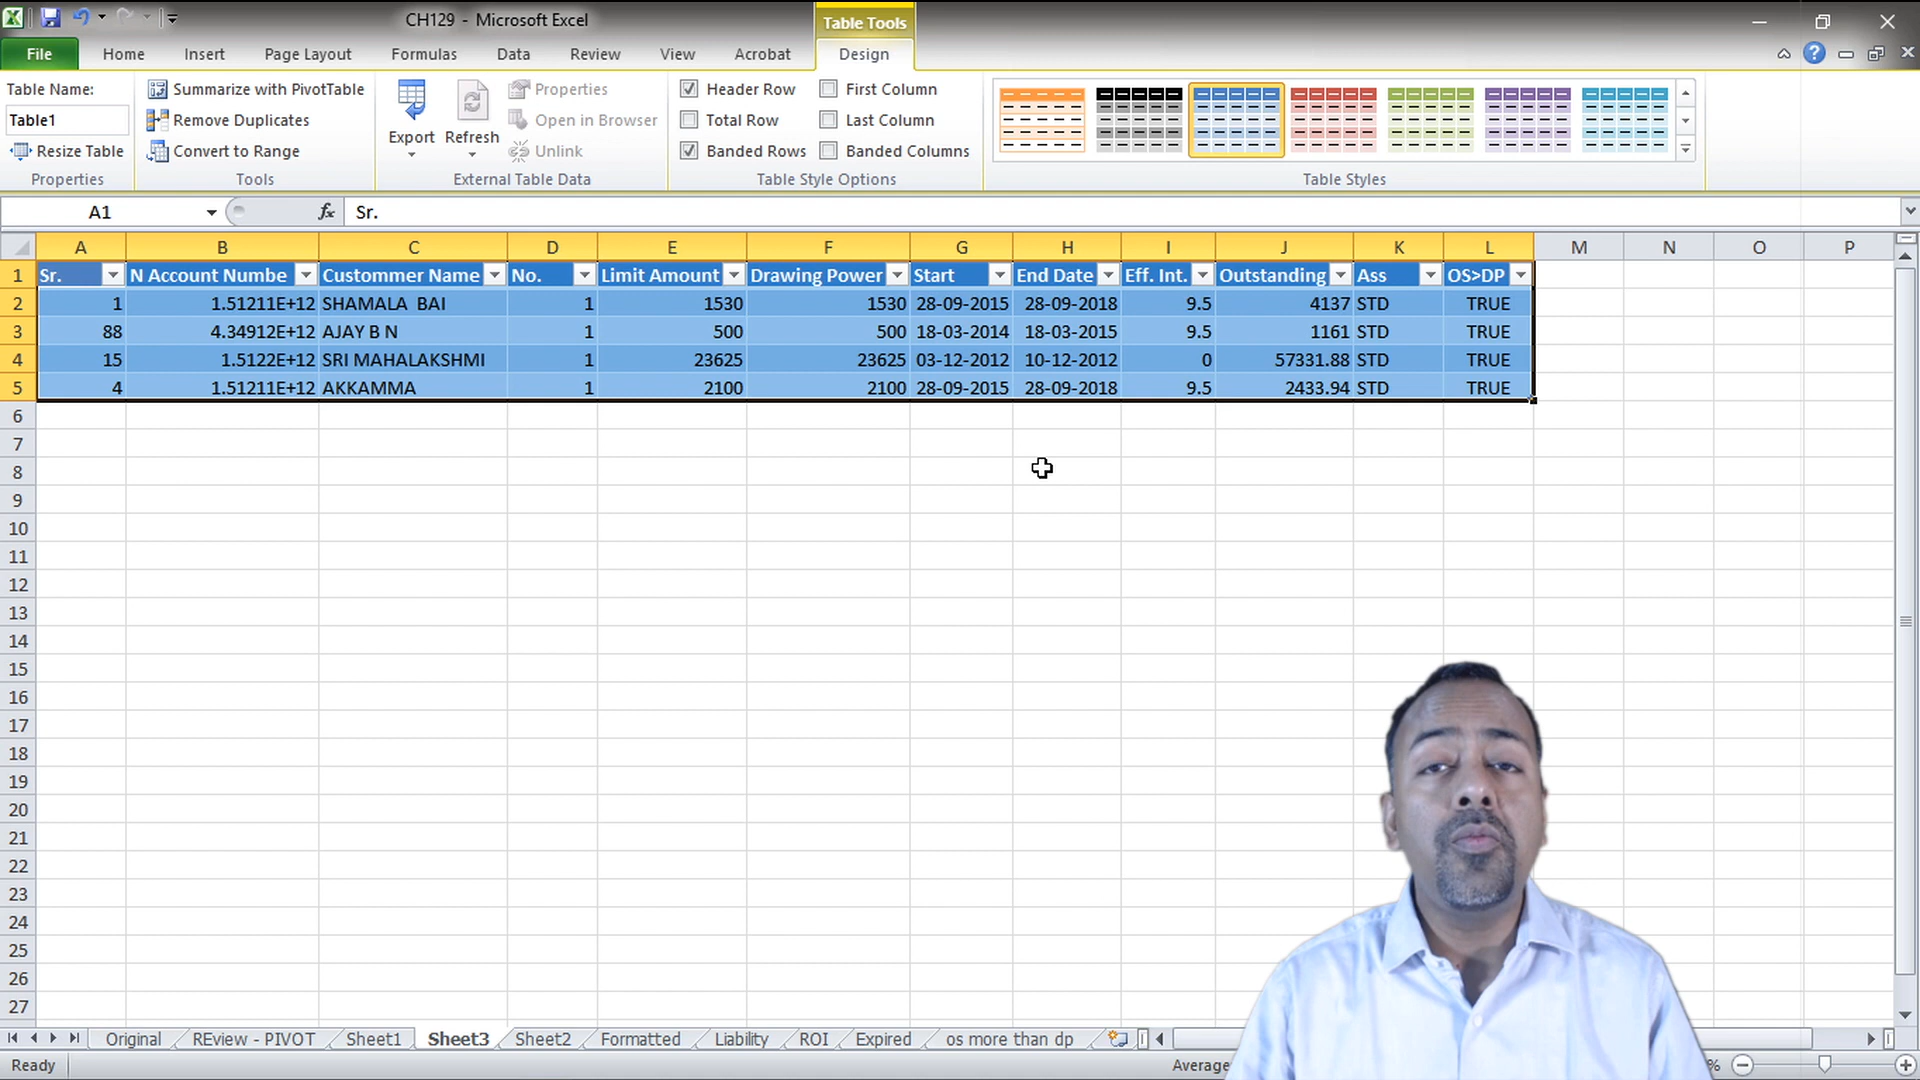 CH129 - Microsoft Excel
Table Tools
File Home Insert Page Layout Formulas Data Review View Acrobat Design
Table Name:
Table1
Resize Table
Properties
Summarize with PivotTable
Remove Duplicates
Convert to Range
Tools
Export
Refresh
Properties
Open in Browser
Unlink
External Table Data
Header Row
Total Row
Banded Rows
First Column
Last Column
Banded Columns
Table Style Options
Table Styles
A1 fx Sr.
A B C D E F G H I J K L M N O P
1 Sr. N Account Numbe Custommer Name No. Limit Amount Drawing Power Start End Date Eff. Int. Outstanding Ass OS>DP
2 1 1.51211E+12 SHAMALA BAI 1 1530 1530 28-09-2015 28-09-2018 9.5 4137 STD TRUE
3 88 4.34912E+12 AJAY B N 1 500 500 18-03-2014 18-03-2015 9.5 1161 STD TRUE
4 15 1.5122E+12 SRI MAHALAKSHMI 1 23625 23625 03-12-2012 10-12-2012 0 57331.88 STD TRUE
5 4 1.51211E+12 AKKAMMA 1 2100 2100 28-09-2015 28-09-2018 9.5 2433.94 STD TRUE
6
7
8
9
10
11
12
13
14
15
16
17
18
19
20
21
22
23
24
25
26
27
Original REview - PIVOT Sheet1 Sheet3 Sheet2 Formatted Liability ROI Expired os more than dp
Ready Average %